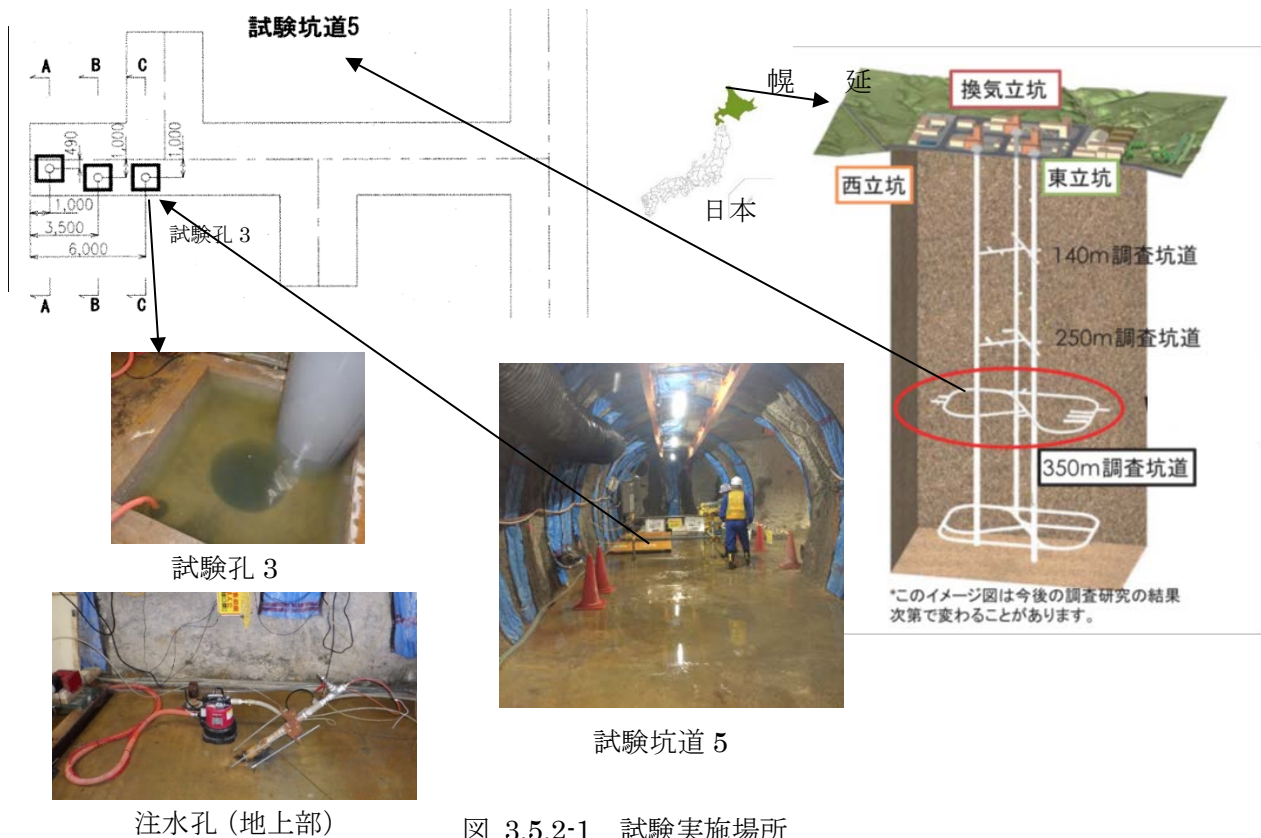 試験坑道5
A B C
490
1,000
1,000
1,000
3,500
6,000
試験孔 3
A B C
幌 延
日本
換気立坑
西立坑
東立坑
140m調査坑道
250m調査坑道
350m調査坑道
*このイメージ図は今後の調査研究の結果
次第で変わることがあります。
試験孔 3
試験坑道 5
注水孔（地上部）
図 3.5.2-1 試験実施場所